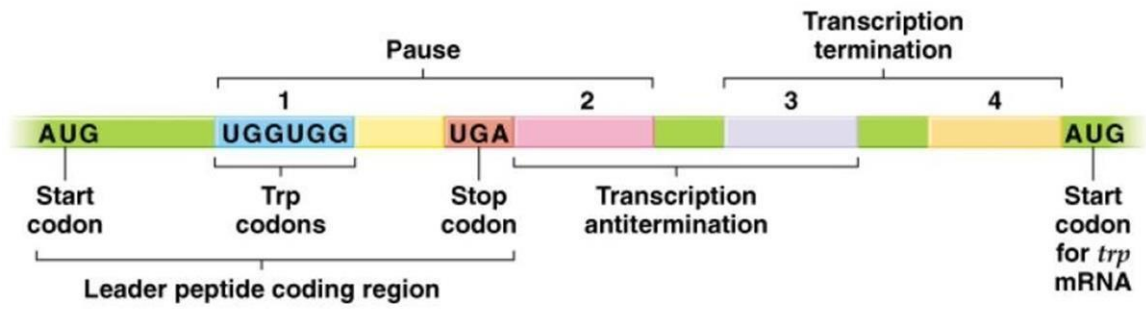 Transcription
termination
Pause
1
2
3
4
AUG
UGGUGG
UGA
AUG
Start
codon
Trp
codons
Stop
codon
Transcription
antitermination
Start
codon
for trp
mRNA
Leader peptide coding region